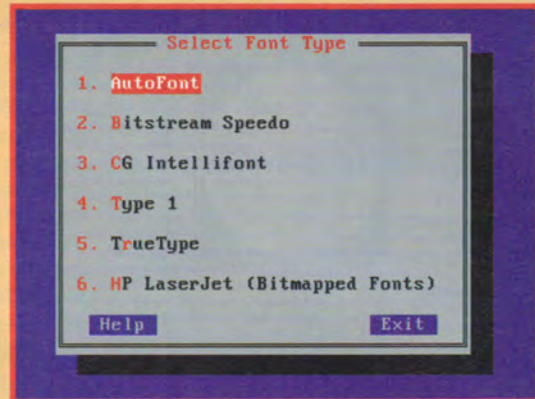 Select Font Type
1. AutoFont
2. Bitstream Speedo
3. CG Intellifont
4. Type 1
5. TrueType
6. HP LaserJet (Bitmapped Fonts)
Help Exit